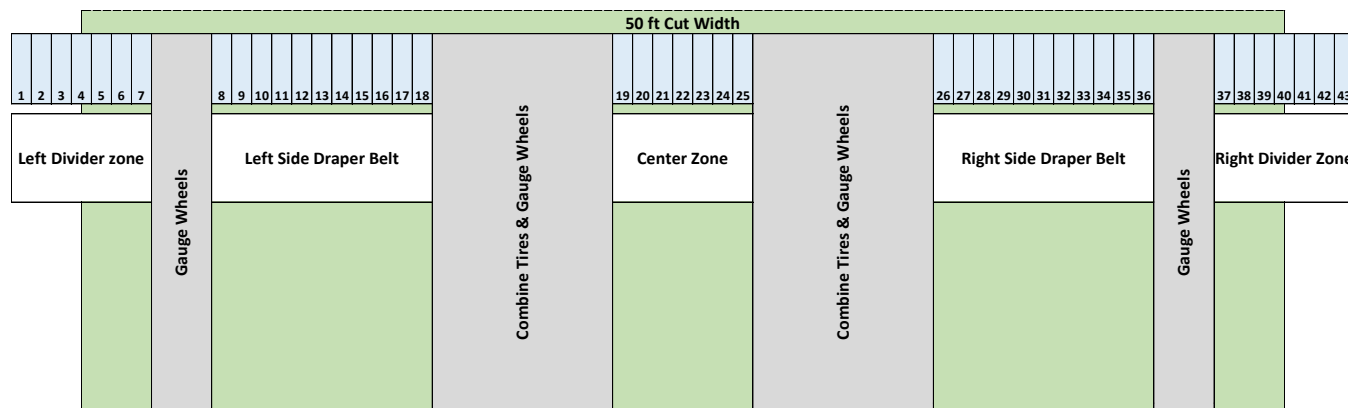 50 ft Cut Width
1 2 3 4 5 6 7 8 9 10 11 12 13 14 15 16 17 18 19 20 21 22 23 24 25 26 27 28 29 30 31 32 33 34 35 36 37 38 39 40 41 42 43
Left Divider zone
Gauge Wheels
Left Side Draper Belt
Combine Tires & Gauge Wheels
Center Zone
Combine Tires & Gauge Wheels
Right Side Draper Belt
Gauge Wheels
Right Divider Zone